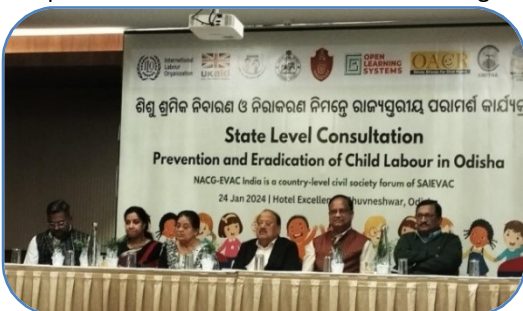 International
Labour
Organization
UKaid
OPEN
LEARNING
SYSTEMS
OACR
ଶିଶୁ ଶ୍ରମିକ ନିବାରଣ ଓ ନିରାକରଣ ନିମନ୍ତେ ରାଜ୍ୟସ୍ତରୀୟ ପରାମର୍ଶ
State Level Consultation
Prevention and Eradication of Child Labour in Odisha
NACG-EVAC India is a country-level civil society forum of SAIEVAC
24 Jan 2024 | Hotel